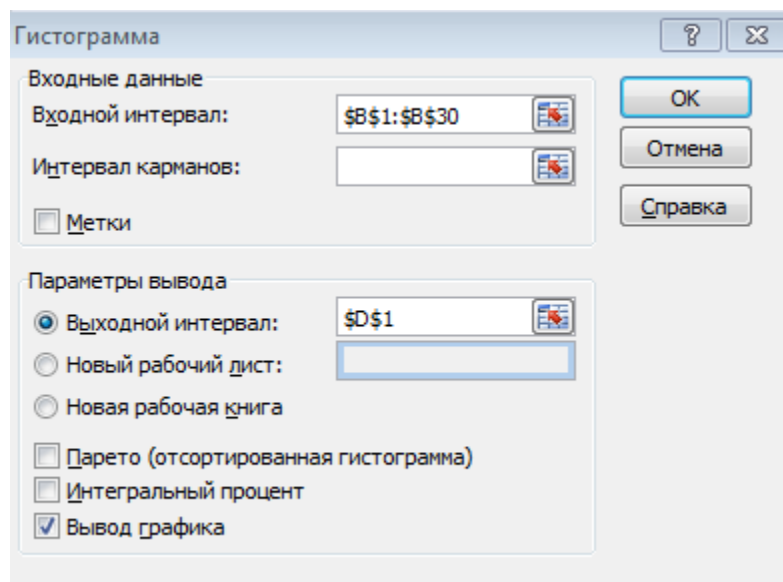 Гистограмма
Входные данные
Входной интервал: $B$1:$B$30
Интервал карманов:
Метки
ОК
Отмена
Справка
Параметры вывода
Выходной интервал: $D$1
Новый рабочий лист:
Новая рабочая книга
Парето (отсортированная гистограмма)
Интегральный процент
Вывод графика